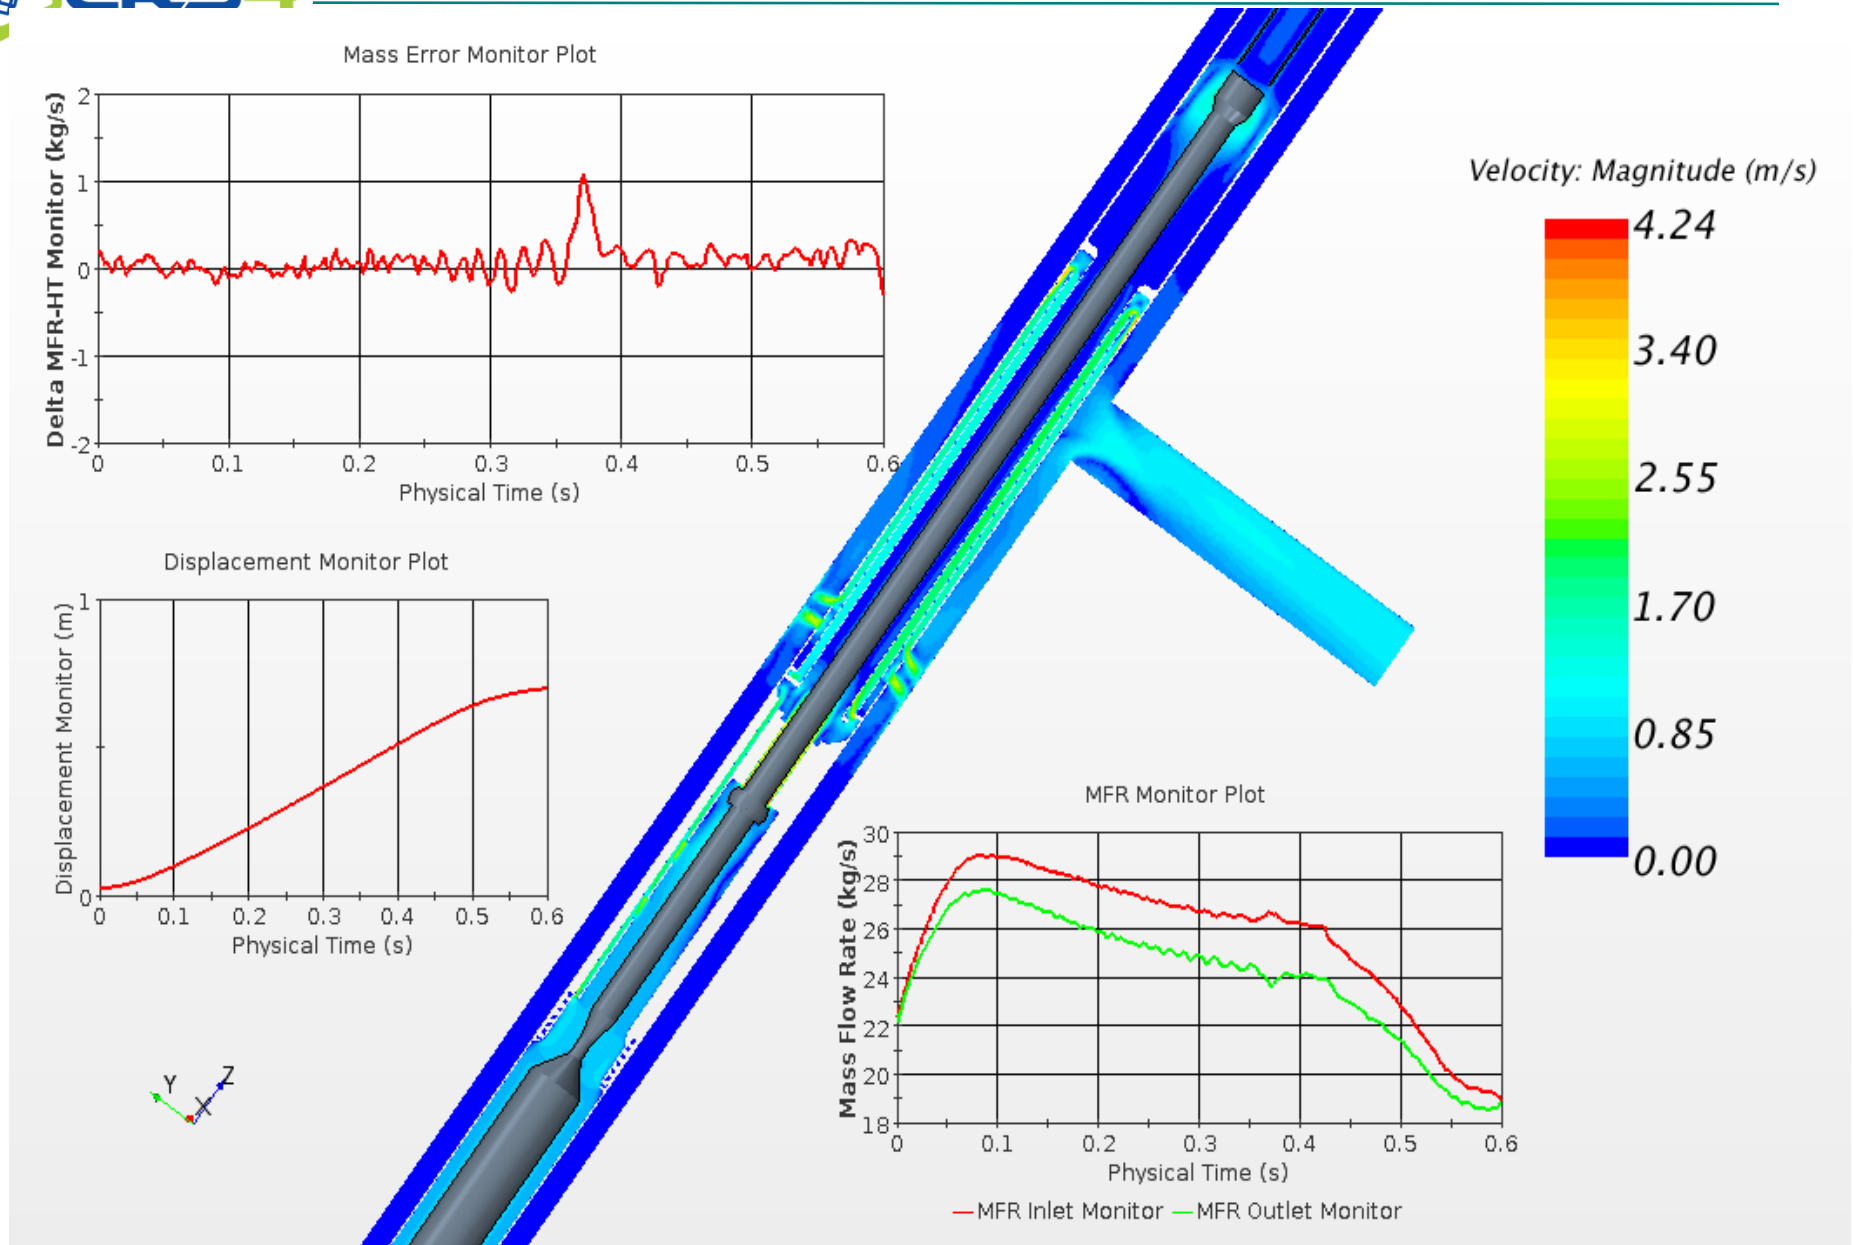 CRS4
Mass Error Monitor Plot
Delta MFR-HT Monitor (kg/s)
2
1
0
-1
-2
0 0.1 0.2 0.3 0.4 0.5 0.6
Physical Time (s)
Velocity: Magnitude (m/s)
4.24
3.40
2.55
1.70
0.85
0.00
Displacement Monitor Plot
Displacement Monitor (m)
1
0
0 0.1 0.2 0.3 0.4 0.5 0.6
Physical Time (s)
Y Z
X
MFR Monitor Plot
Mass Flow Rate (kg/s)
30
28
26
24
22
20
18
0 0.1 0.2 0.3 0.4 0.5 0.6
Physical Time (s)
MFR Inlet Monitor MFR Outlet Monitor